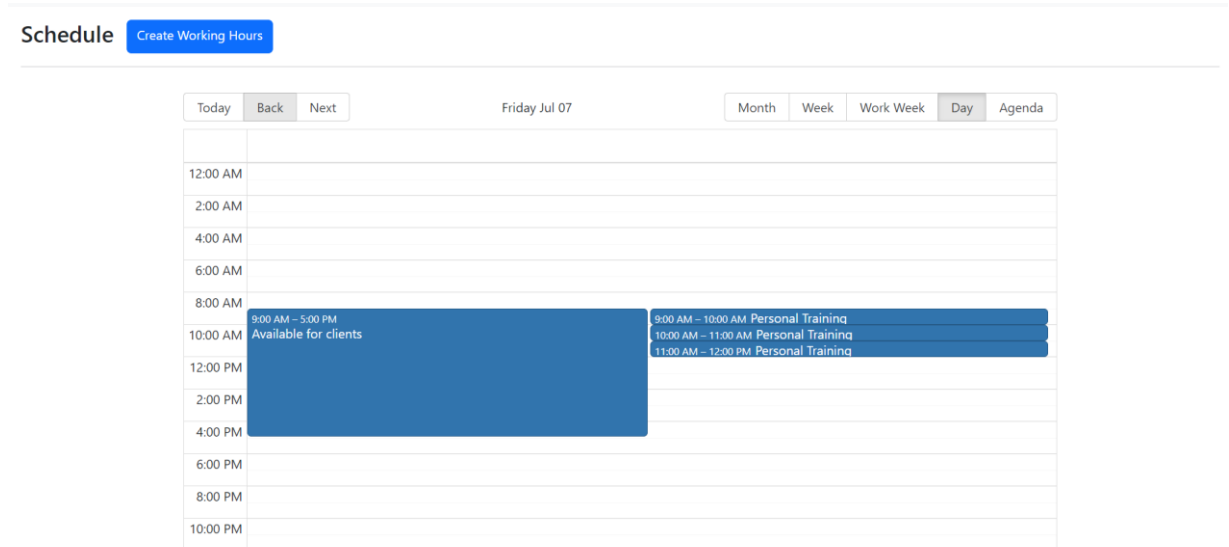 Schedule Create Working Hours
Today Back Next Friday Jul 07 Month Week Work Week Day Agenda
12:00 AM
2:00 AM
4:00 AM
6:00 AM
8:00 AM
9:00 AM – 5:00 PM 9:00 AM – 10:00 AM Personal Training
10:00 AM Available for clients 10:00 AM – 11:00 AM Personal Training
11:00 AM – 12:00 PM Personal Training
12:00 PM
2:00 PM
4:00 PM
6:00 PM
8:00 PM
10:00 PM